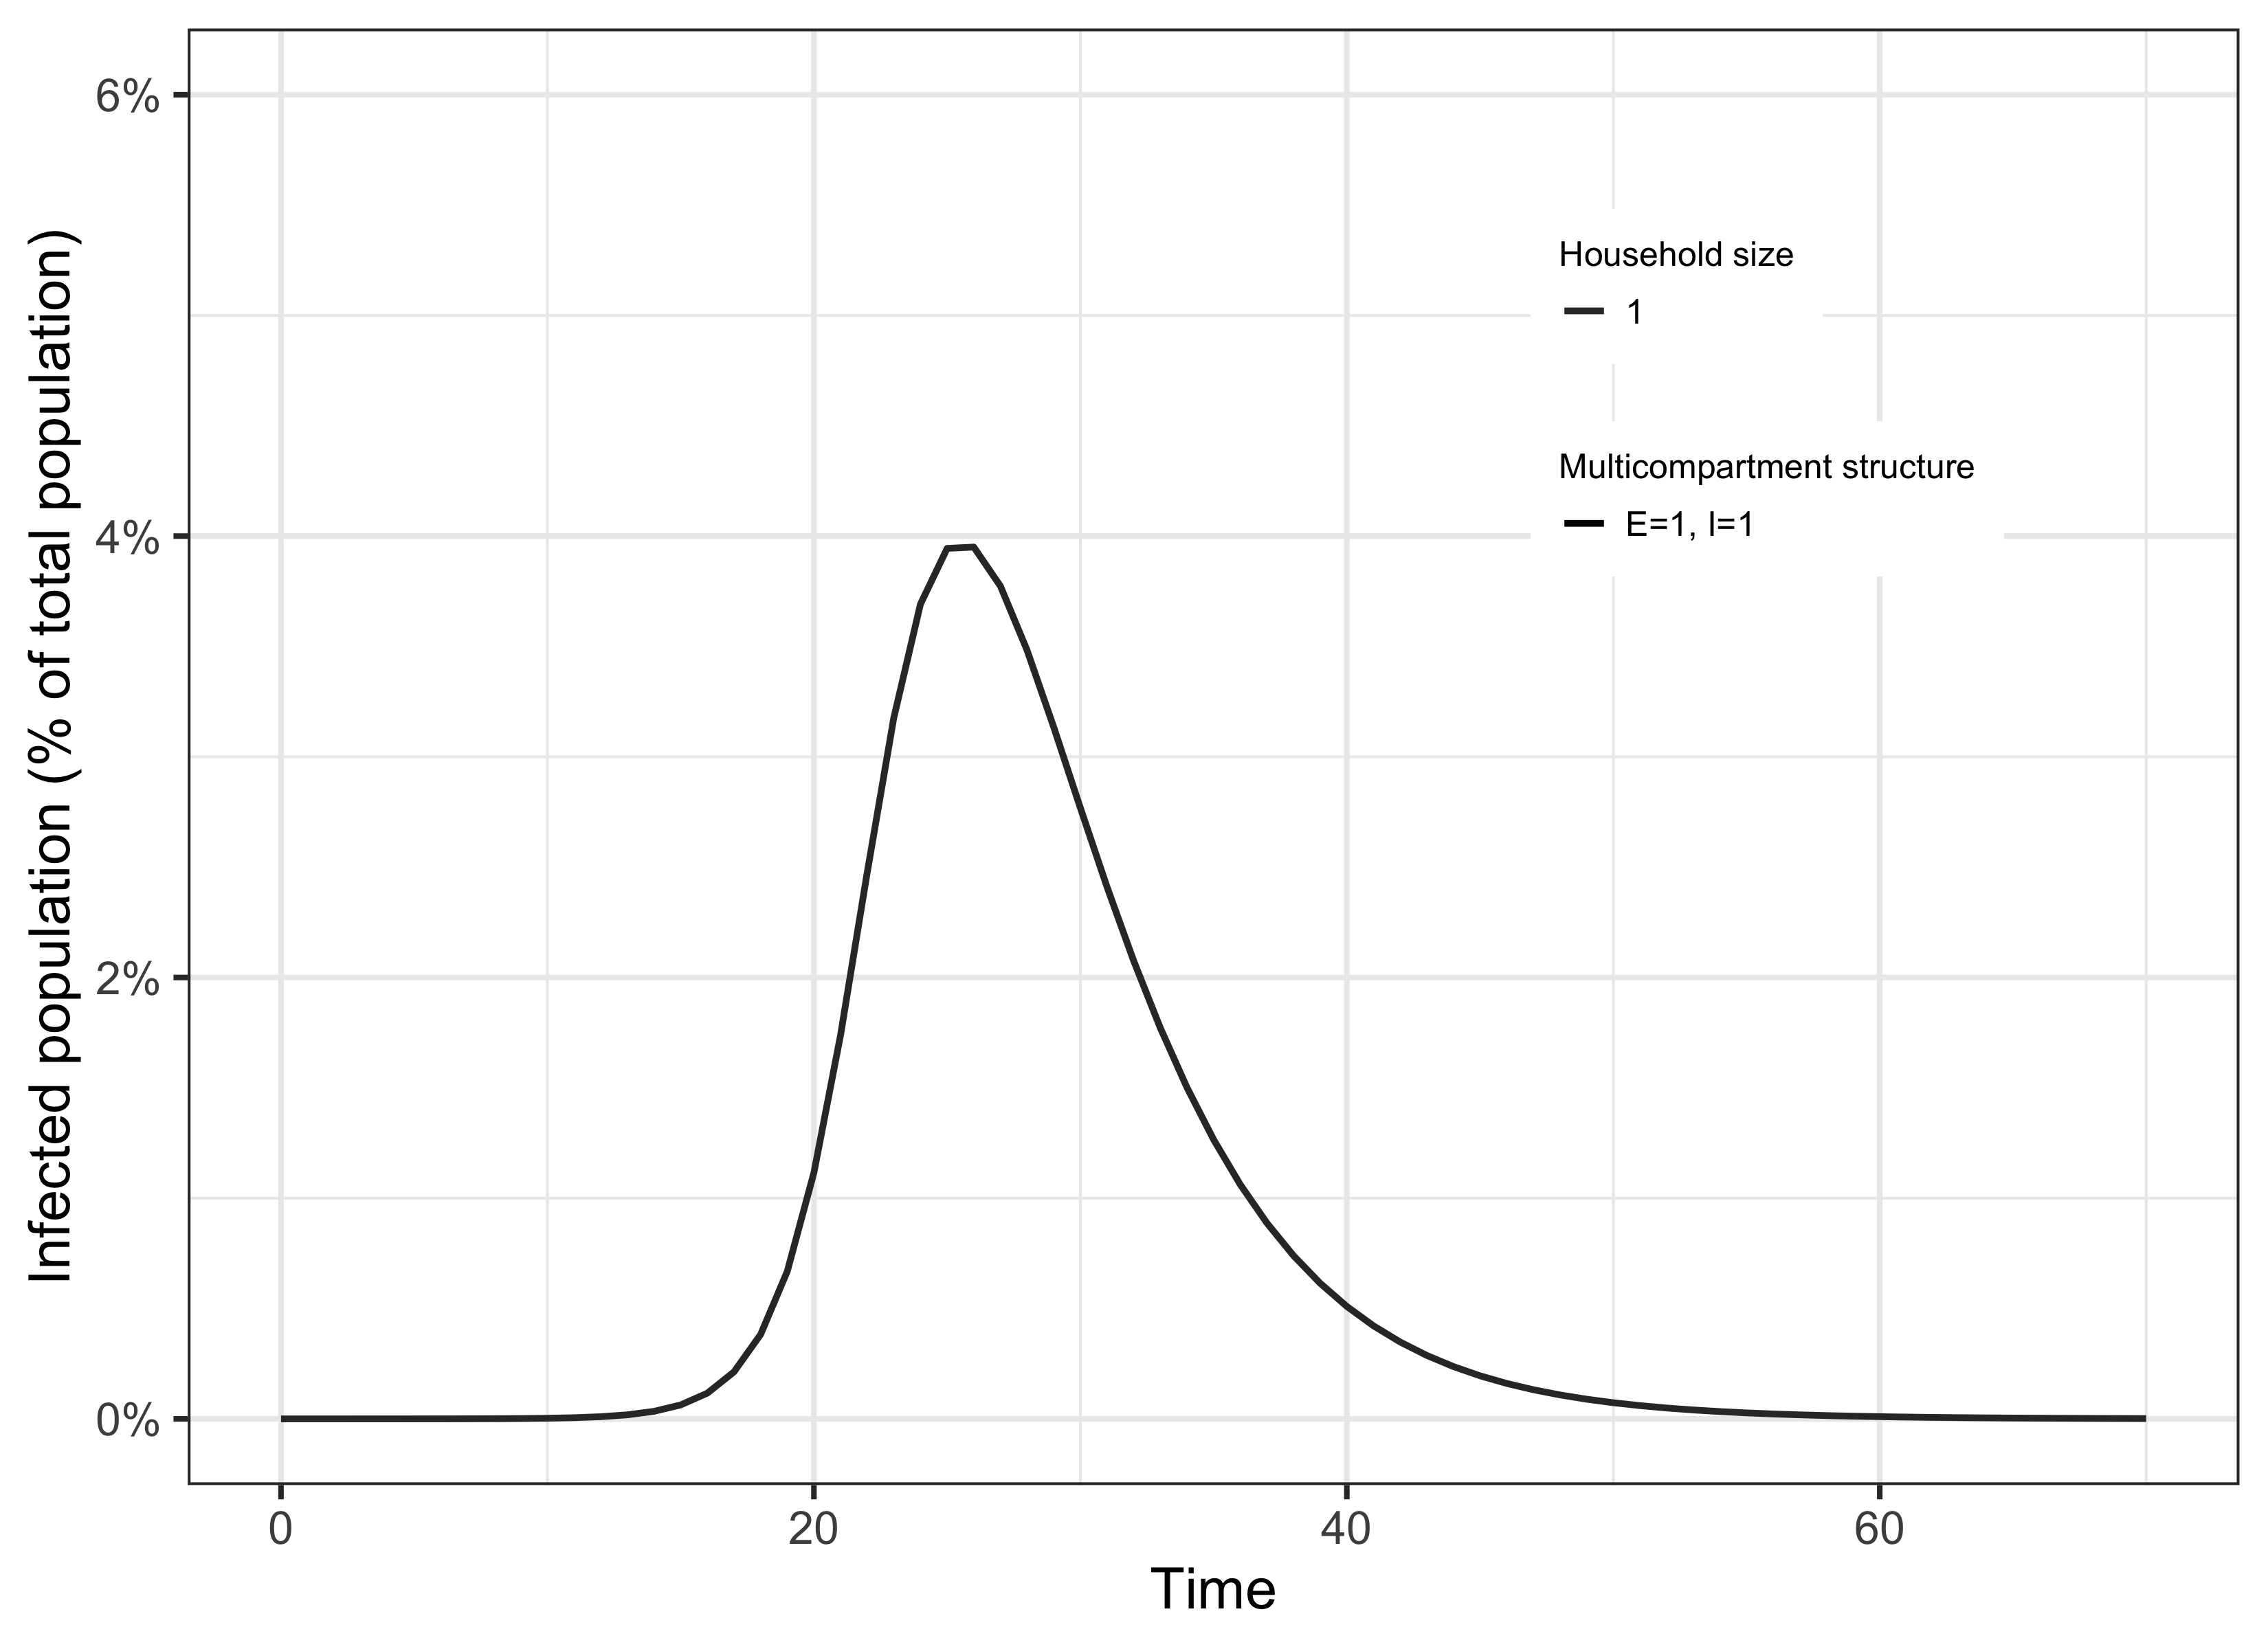 Infected population (% of total population)
6%
4%
2%
0%
Household size
1
Multicompartment structure
E=1, I=1
0 20 40 60
Time